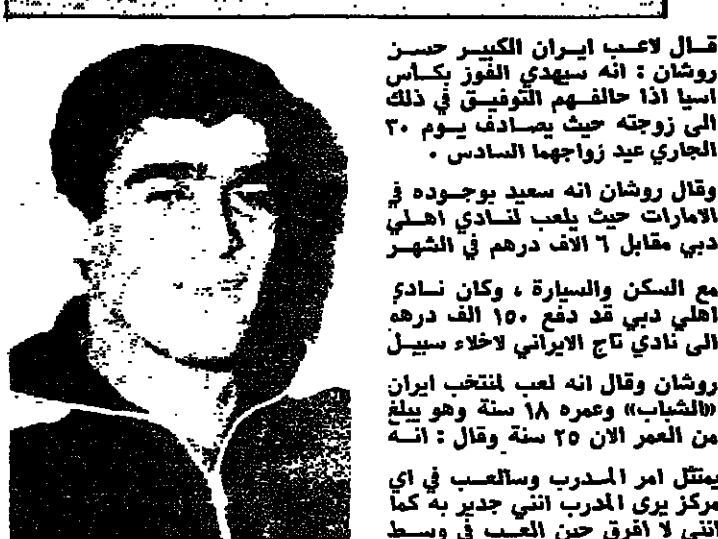 قال لاعب ايران الكبير حسن
روشان : انه سيهدي الفوز بكأس
اسيا اذا حالفهم التوفيق في ذلك
الى زوجته حيث يصادف يوم ٣٠
الجاري عيد زواجهما السادس .
وقال روشان انه سعيد بوجوده في
الامارات حيث يلعب لنادي اهلي
دبي مقابل ٦ الاف درهم في الشهر
مع السكن والسيارة ، وكان نادي
اهلي دبي قد دفع ١٥٠ الف درهم
الى نادي تاج الايراني لاخلاء سبيل
روشان وقال انه لعب لمنتخب ايران
«الشباب» وعمره ١٨ سنة وهو يبلغ
من العمر الان ٢٥ سنة وقال : انه
يمتثل امر المدرب وسالعب في اي
مركز يرى المدرب انني جدير به كما
انني لا افرق حين العب في وسط